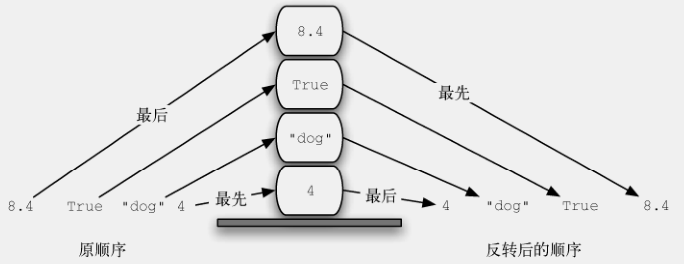 8.4
True
最后
最先
"dog"
4
8.4 True "dog" 4 最先 最后 4 "dog" True 8.4
原顺序 反转后的顺序